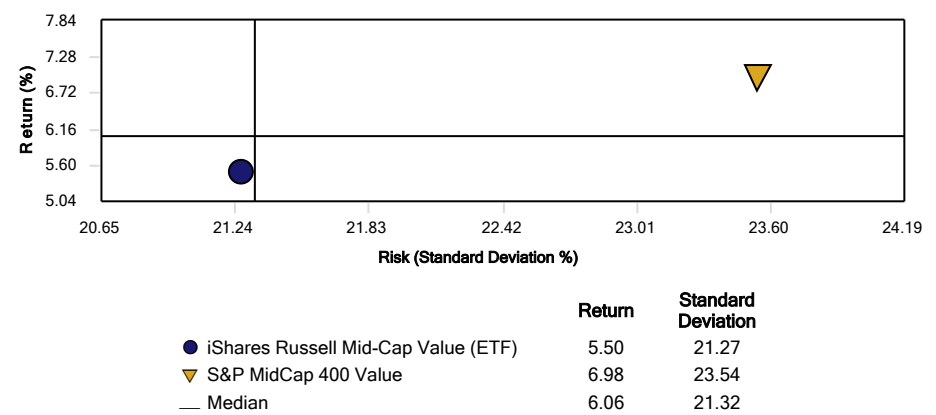 7.84
7.28
6.72
6.16
5.60
5.04
Return (%)
20.65 21.24 21.83 22.42 23.01 23.60 24.19
Risk (Standard Deviation %)
Return Standard Deviation
iShares Russell Mid-Cap Value (ETF) 5.50 21.27
S&P MidCap 400 Value 6.98 23.54
Median 6.06 21.32